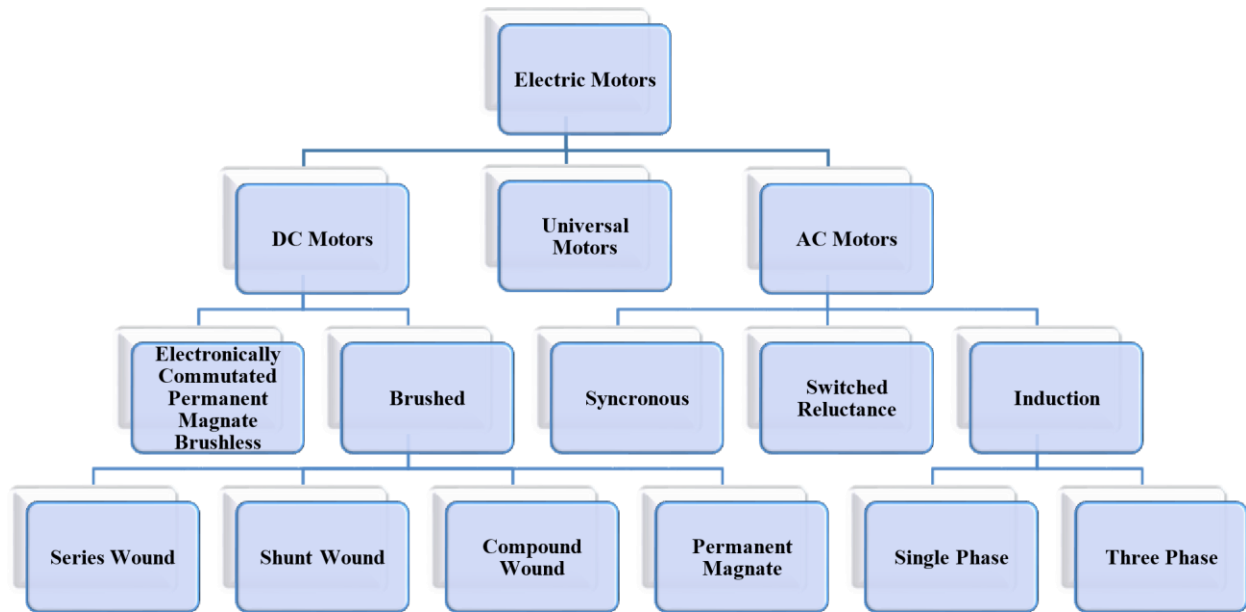 Electric Motors
DC Motors
Universal
Motors
AC Motors
Electronically
Commutated
Permanent
Magnate
Brushless
Brushed
Syncronous
Switched
Reluctance
Induction
Series Wound
Shunt Wound
Compound
Wound
Permanent
Magnate
Single Phase
Three Phase